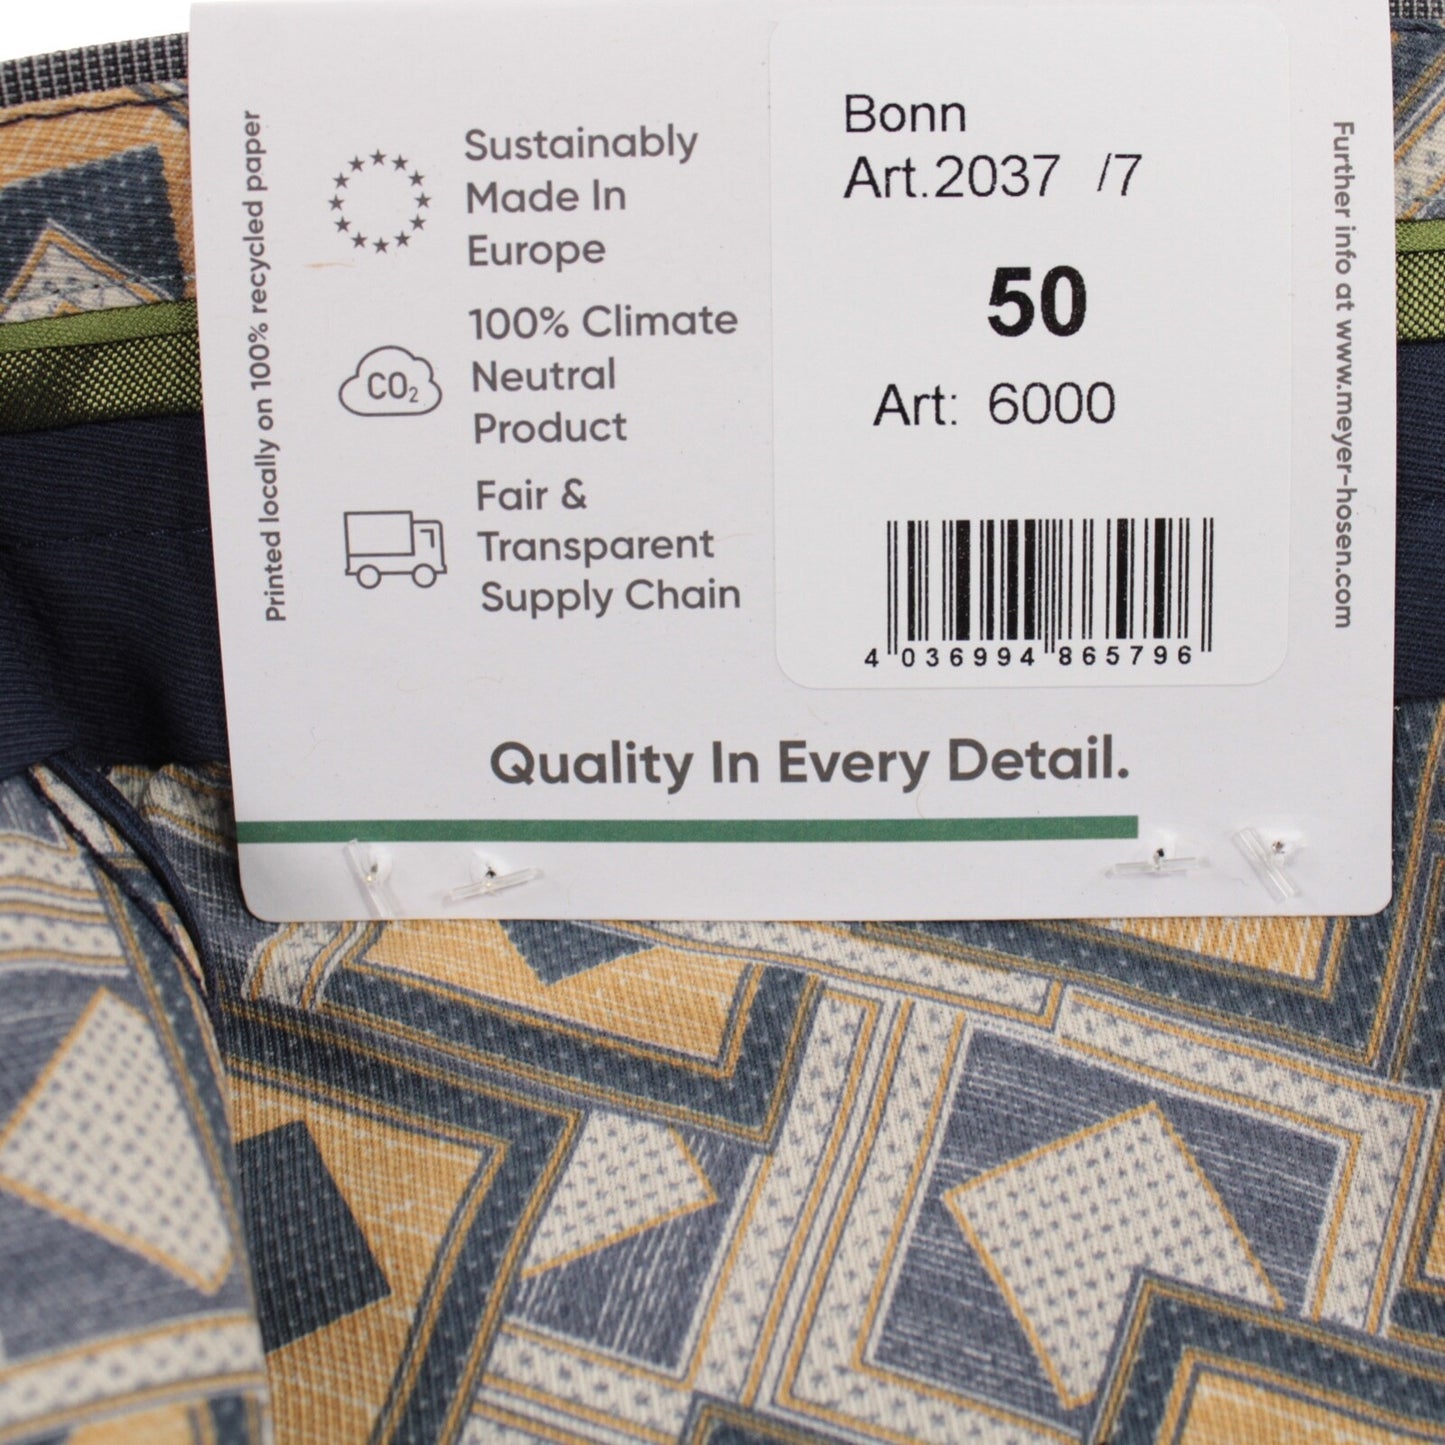 Printed locally on 100% recycled paper
Sustainably
Made In
Europe
CO₂
100% Climate
Neutral
Product
Fair &
Transparent
Supply Chain
Bonn
Art.2037 /7
50
Art: 6000
4 036994 865796
Further info at www.meyer-hosen.com
Quality In Every Detail.